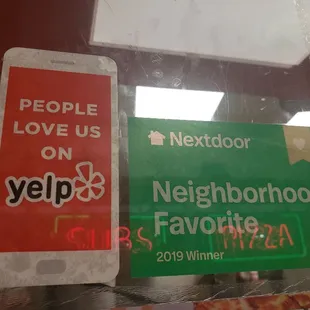 PEOPLE
LOVE US
ON
yelp
Nextdoor
Neighborhoo
Favorite
2019 Winner
SUBS PIZZA